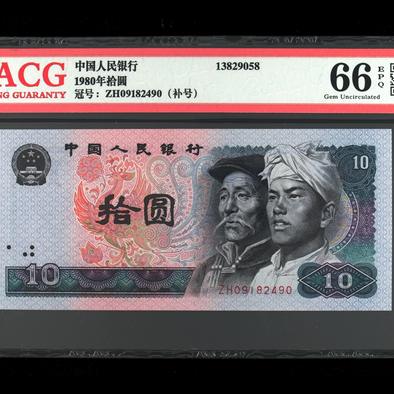 ACG
NG GUARANTY
中国人民银行
1980年拾圆
冠号：ZH09182490（补号）
13829058
66 EPQ
Gem Uncirculated
中国人民银行
10
拾圆
ZH09182490
10
10